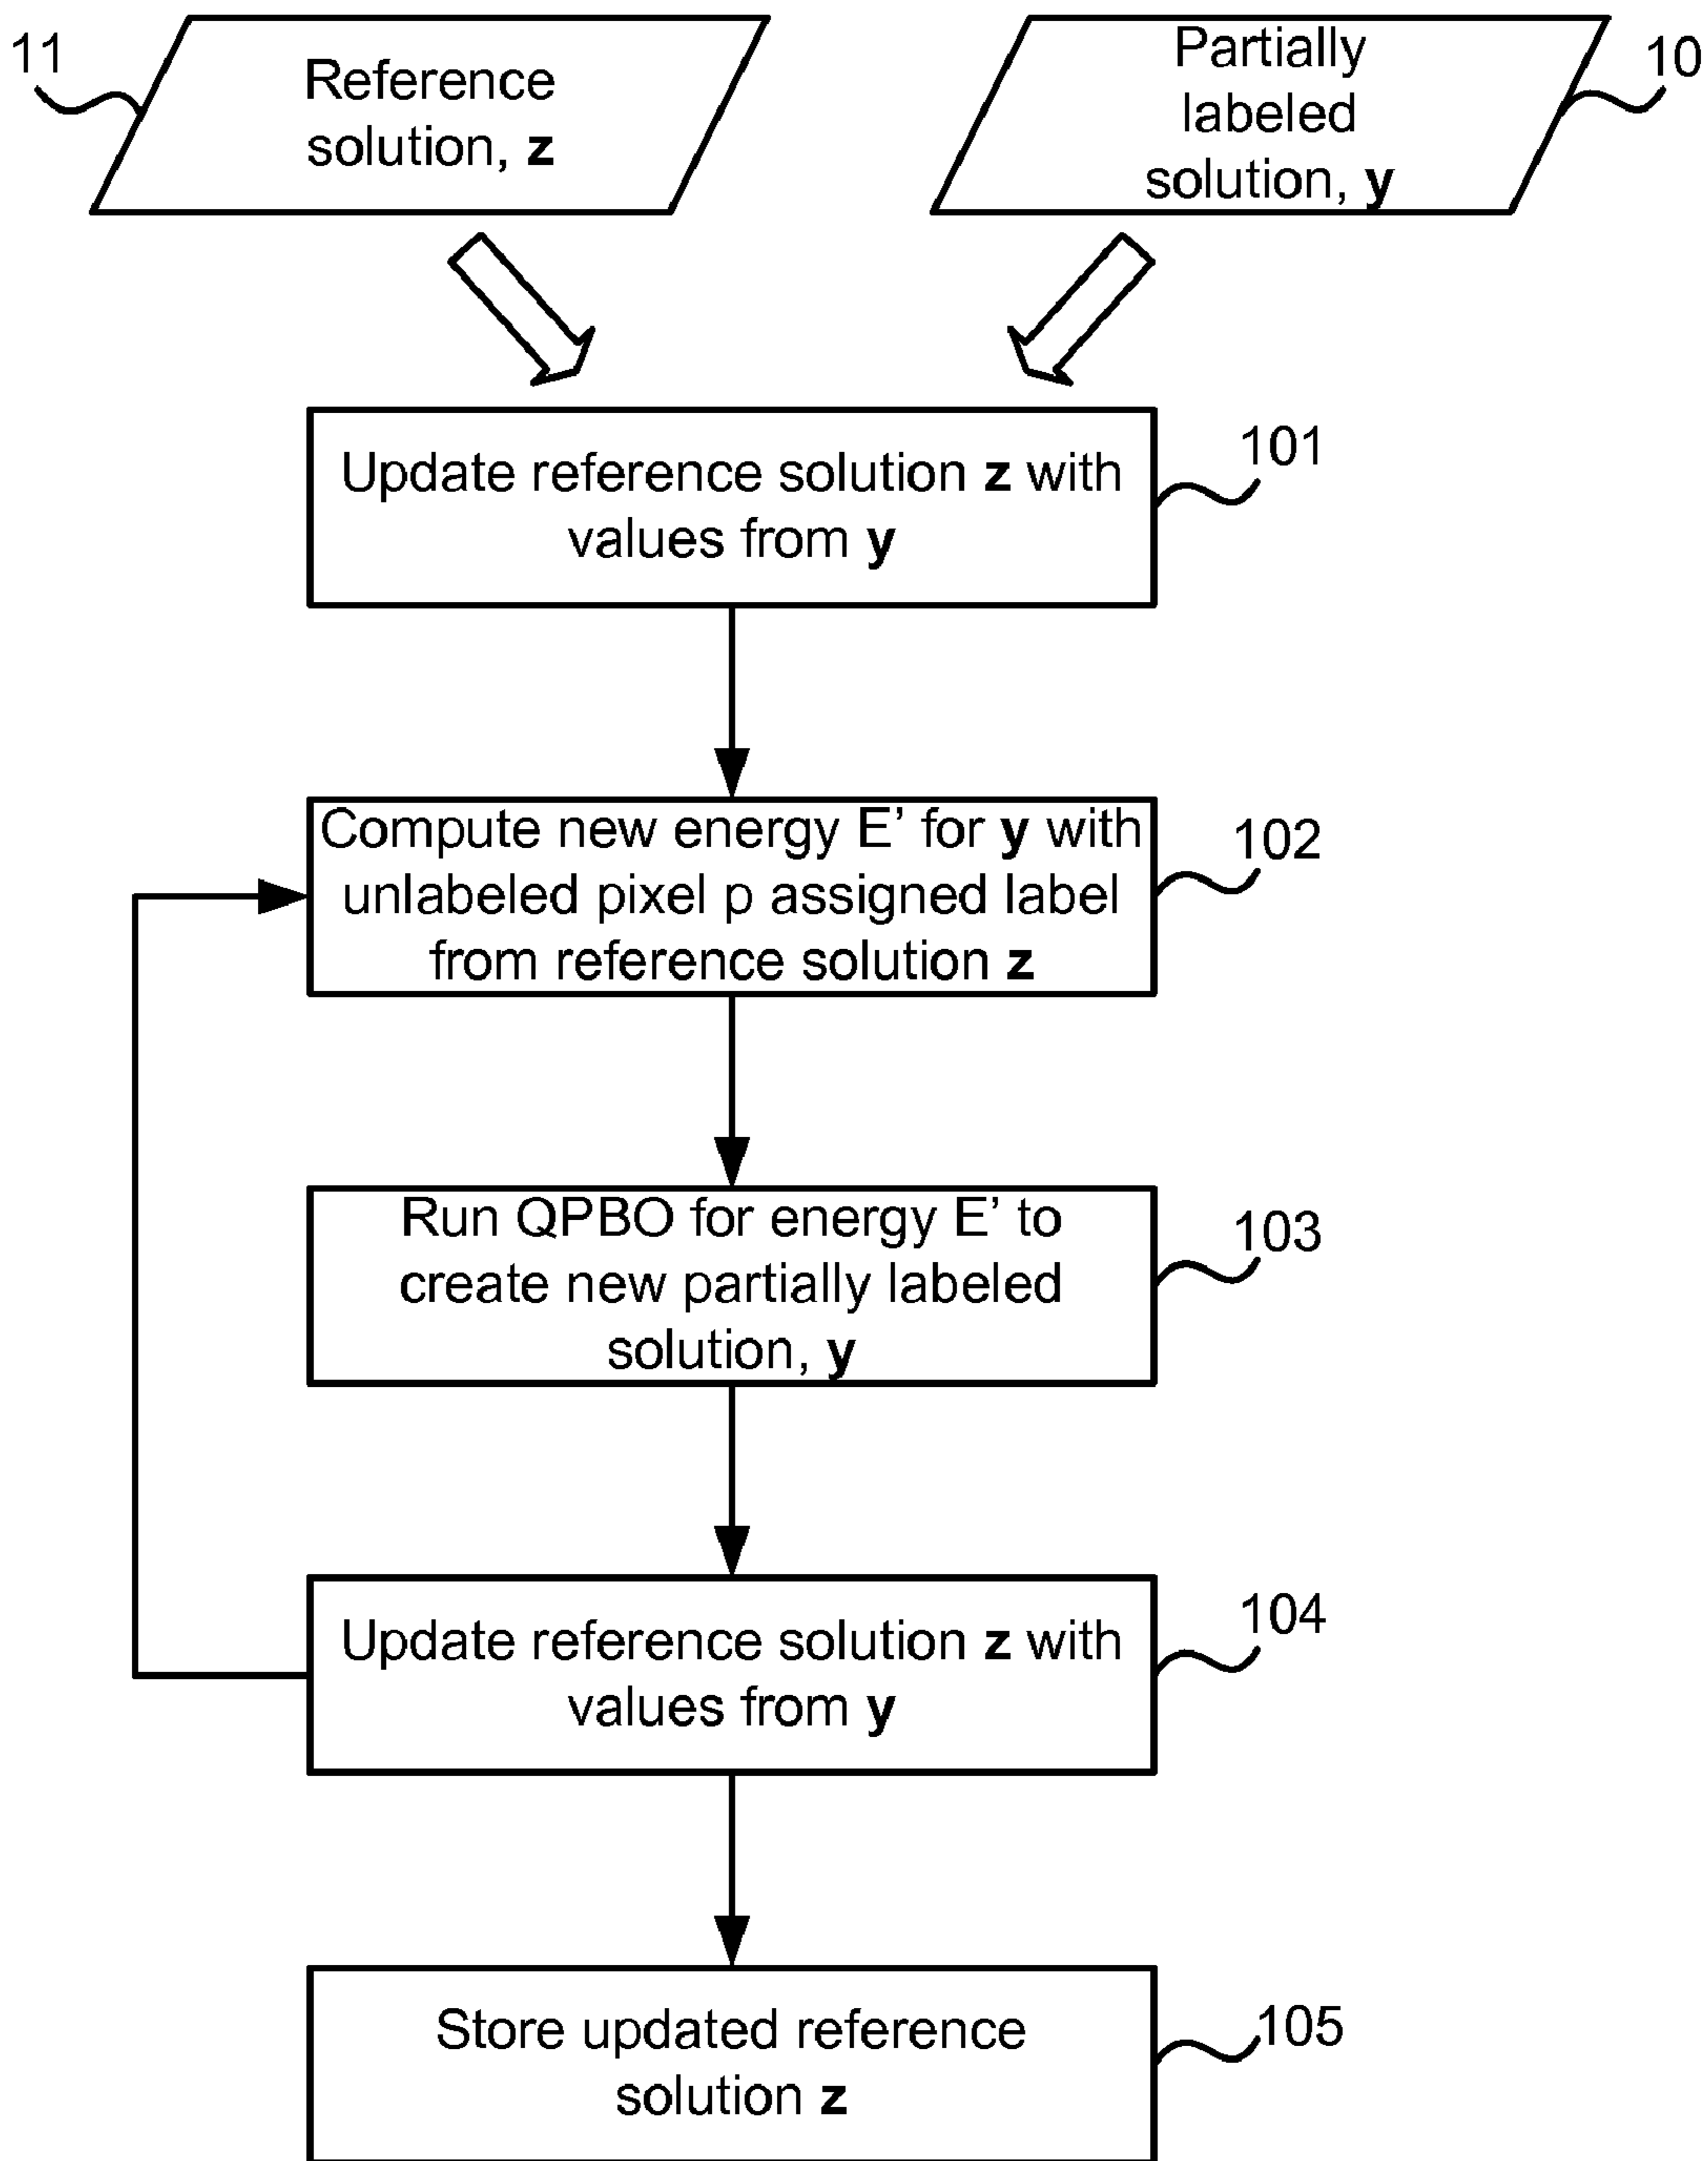 11
Reference
solution, z
Partially
labeled
solution, y
10
Update reference solution z with
values from y
101
Compute new energy E’ for y with
unlabeled pixel p assigned label
from reference solution z
102
Run QPBO for energy E’ to
create new partially labeled
solution, y
103
Update reference solution z with
values from y
104
Store updated reference
solution z
105